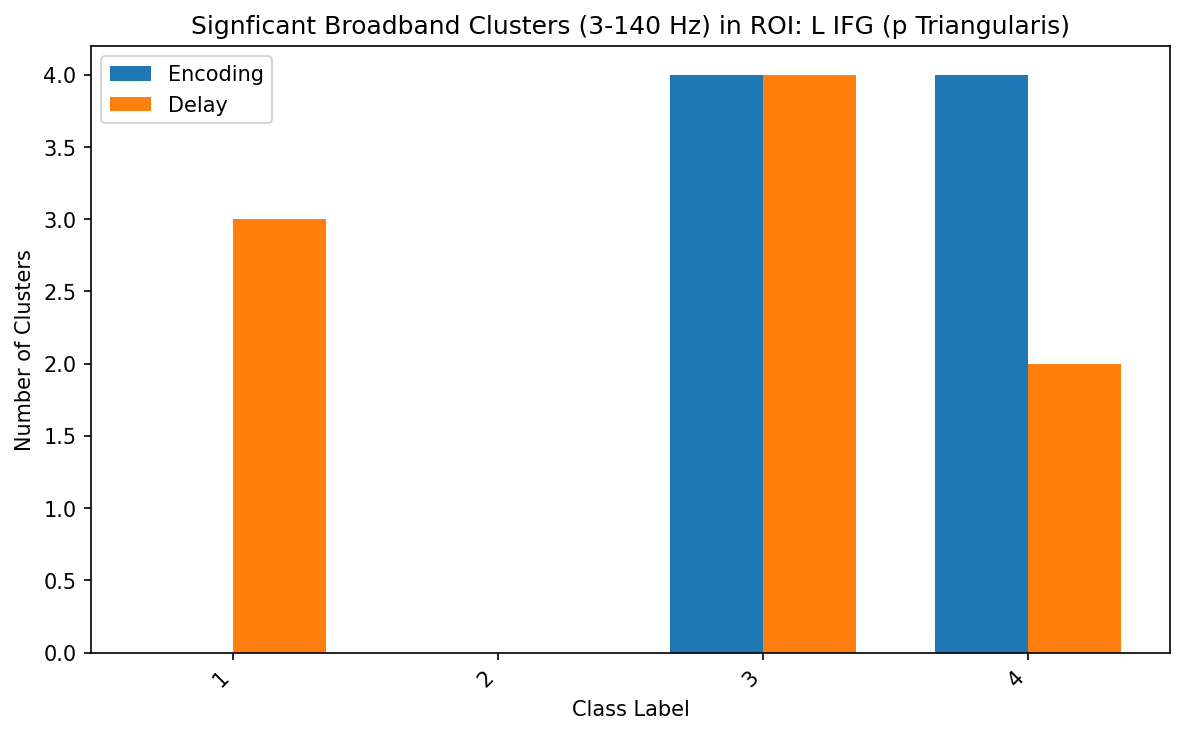 Signficant Broadband Clusters (3-140 Hz) in ROI: L IFG (p Triangularis)
Encoding
Delay
Number of Clusters
4.0
3.5
3.0
2.5
2.0
1.5
1.0
0.5
0.0
1
2
3
4
Class Label